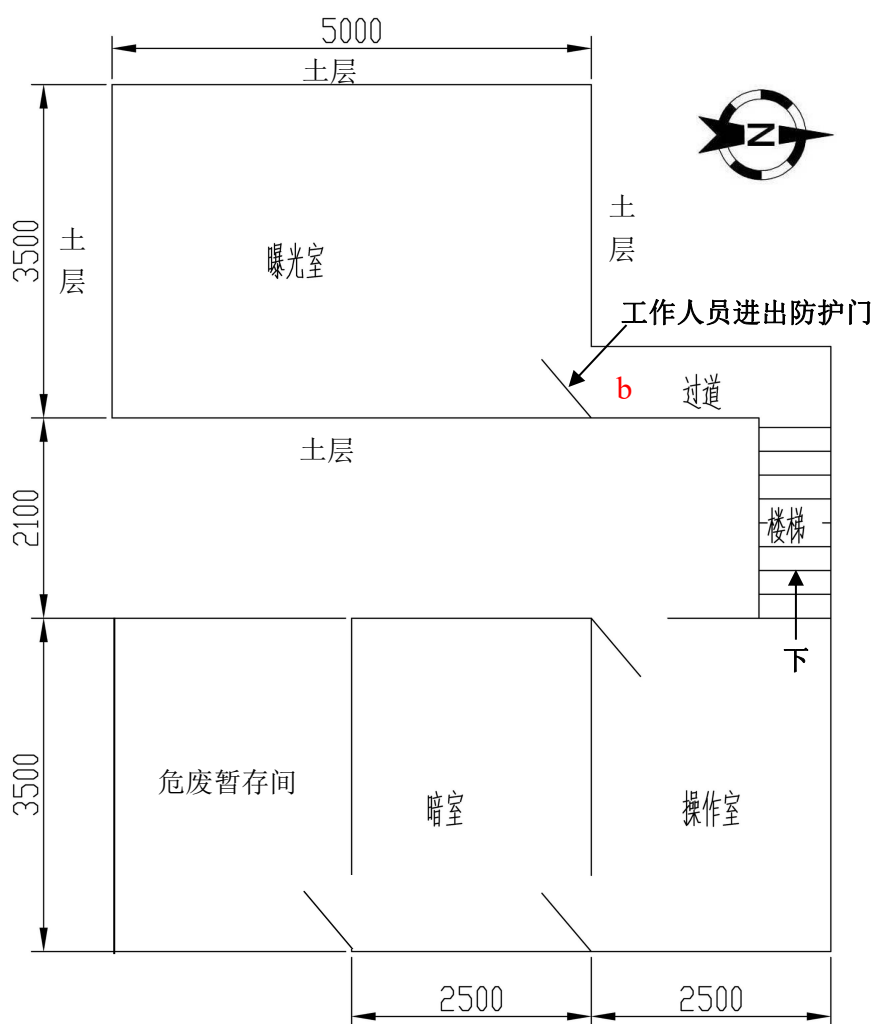 5000
土层
N
3500
土层
曝光室
土层
工作人员进出防护门
b
过道
土层
2100
楼梯
下
3500
危废暂存间
暗室
操作室
2500
2500